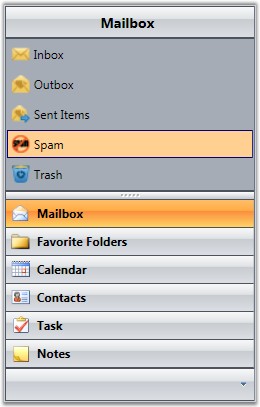 Mailbox
Inbox
Outbox
Sent Items
Spam
Trash
Mailbox
Favorite Folders
Calendar
Contacts
Task
Notes